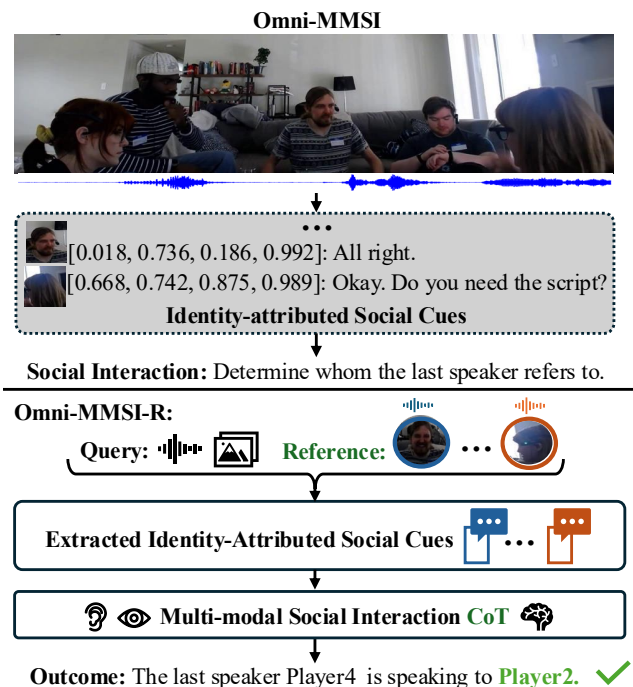 Omni-MMSI
...
[0.018, 0.736, 0.186, 0.992]: All right.
[0.668, 0.742, 0.875, 0.989]: Okay. Do you need the script?
Identity-attributed Social Cues
Social Interaction: Determine whom the last speaker refers to.
Omni-MMSI-R:
Query: Reference: ...
Extracted Identity-Attributed Social Cues ...
Multi-modal Social Interaction CoT
Outcome: The last speaker Player4 is speaking to Player2.